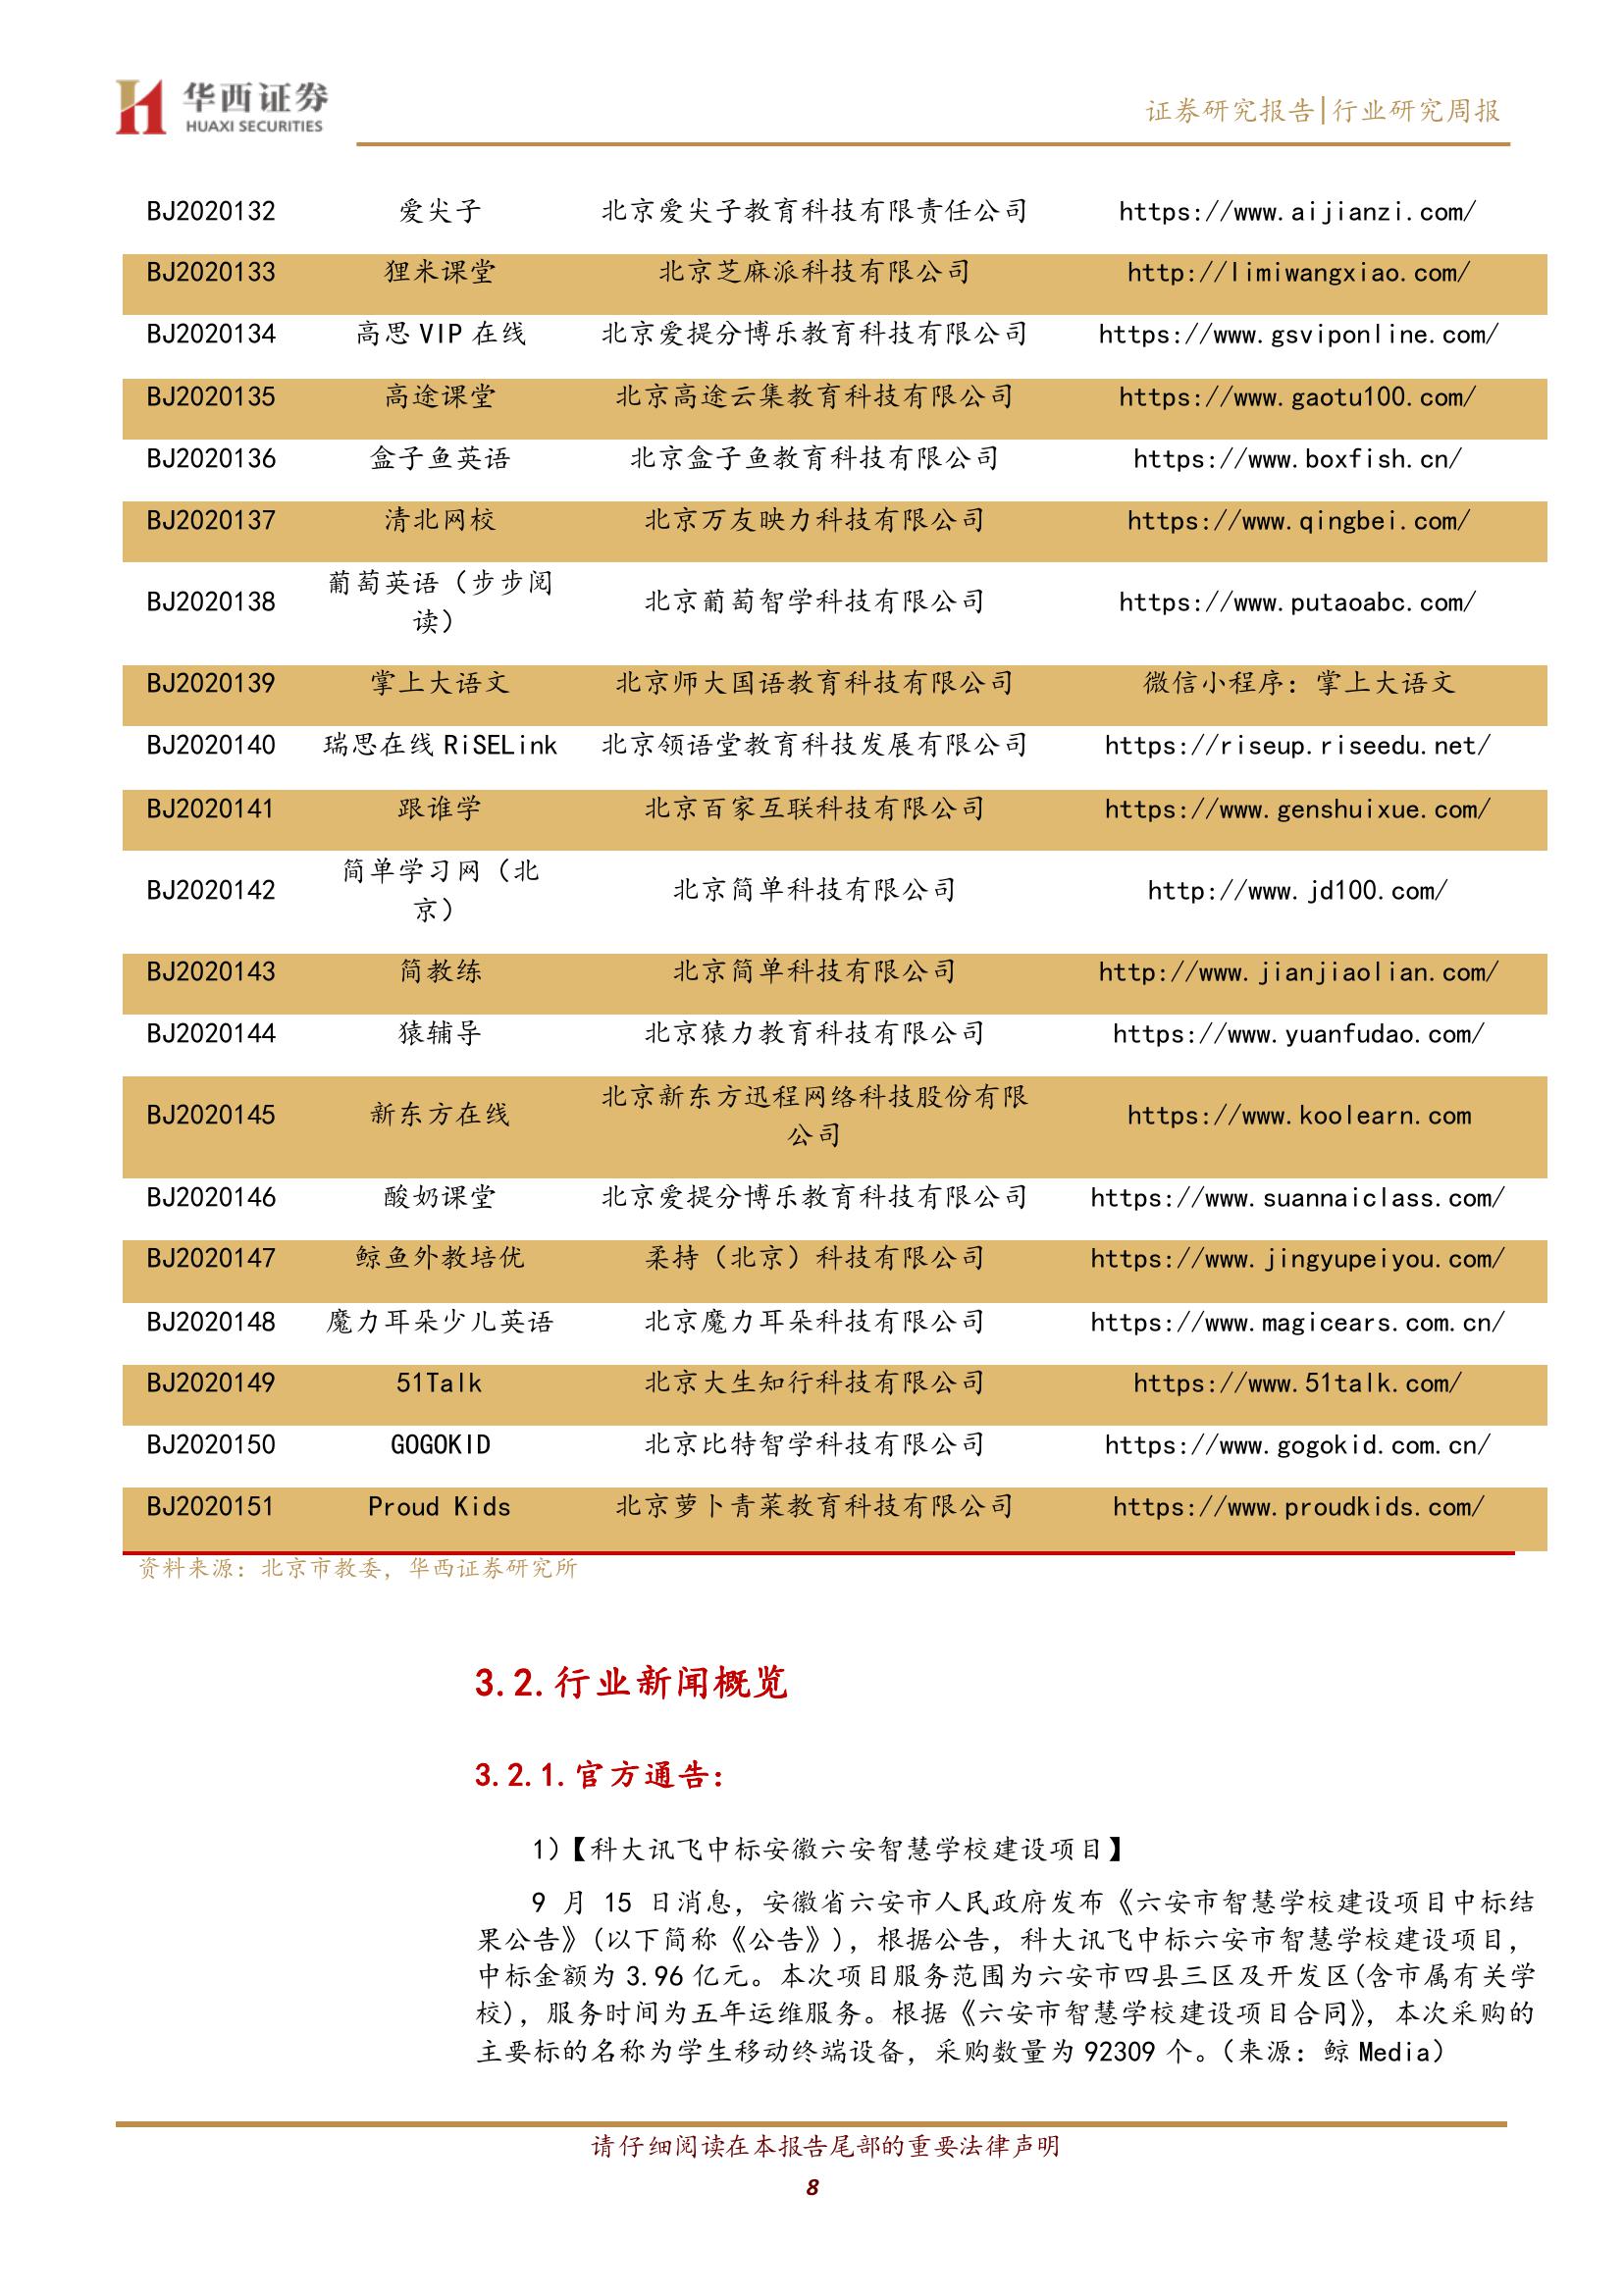 华西证券
HUAXI SECURITIES
证券研究报告|行业研究周报
BJ2020132 爱尖子 北京爱尖子教育科技有限责任公司 https://www.aijianzi.com/
BJ2020133 狸米课堂 北京芝麻派科技有限公司 http://limiwangxiao.com/
BJ2020134 高思 VIP 在线 北京爱提分博乐教育科技有限公司 https://www.gsviponline.com/
BJ2020135 高途课堂 北京高途云集教育科技有限公司 https://www.gaotu100.com/
BJ2020136 盒子鱼英语 北京盒子鱼教育科技有限公司 https://www.boxfish.cn/
BJ2020137 清北网校 北京万友映力科技有限公司 https://www.qingbei.com/
BJ2020138 葡萄英语（步步阅
读） 北京葡萄智学科技有限公司 https://www.putaoabc.com/
BJ2020139 掌上大语文 北京师大国语教育科技有限公司 微信小程序：掌上大语文
BJ2020140 瑞思在线 RiSELink 北京领语堂教育科技发展有限公司 https://riseup.riseedu.net/
BJ2020141 跟谁学 北京百家互联科技有限公司 https://www.genshuixue.com/
BJ2020142 简单学习网（北
京） 北京简单科技有限公司 http://www.jd100.com/
BJ2020143 简教练 北京简单科技有限公司 http://www.jianjiaolian.com/
BJ2020144 猿辅导 北京猿力教育科技有限公司 https://www.yuanfudao.com/
BJ2020145 新东方在线 北京新东方迅程网络科技股份有限
公司 https://www.koolearn.com
BJ2020146 酸奶课堂 北京爱提分博乐教育科技有限公司 https://www.suannaiclass.com/
BJ2020147 鲸鱼外教培优 柔持（北京）科技有限公司 https://www.jingyupeiyou.com/
BJ2020148 魔力耳朵少儿英语 北京魔力耳朵科技有限公司 https://www.magicears.com.cn/
BJ2020149 51Talk 北京大生知行科技有限公司 https://www.51talk.com/
BJ2020150 GOGOKID 北京比特智学科技有限公司 https://www.gogokid.com.cn/
BJ2020151 Proud Kids 北京萝卜青菜教育科技有限公司 https://www.proudkids.com/
资料来源：北京市教委，华西证券研究所
3.2.行业新闻概览
3.2.1.官方通告：
1）【科大讯飞中标安徽六安智慧学校建设项目】
9 月 15 日消息，安徽省六安市人民政府发布《六安市智慧学校建设项目中标结
果公告》(以下简称《公告》)，根据公告，科大讯飞中标六安市智慧学校建设项目，
中标金额为 3.96 亿元。本次项目服务范围为六安市四县三区及开发区(含市属有关学
校)，服务时间为五年运维服务。根据《六安市智慧学校建设项目合同》，本次采购的
主要标的名称为学生移动终端设备，采购数量为 92309 个。（来源：鲸 Media）
请仔细阅读在本报告尾部的重要法律声明
8